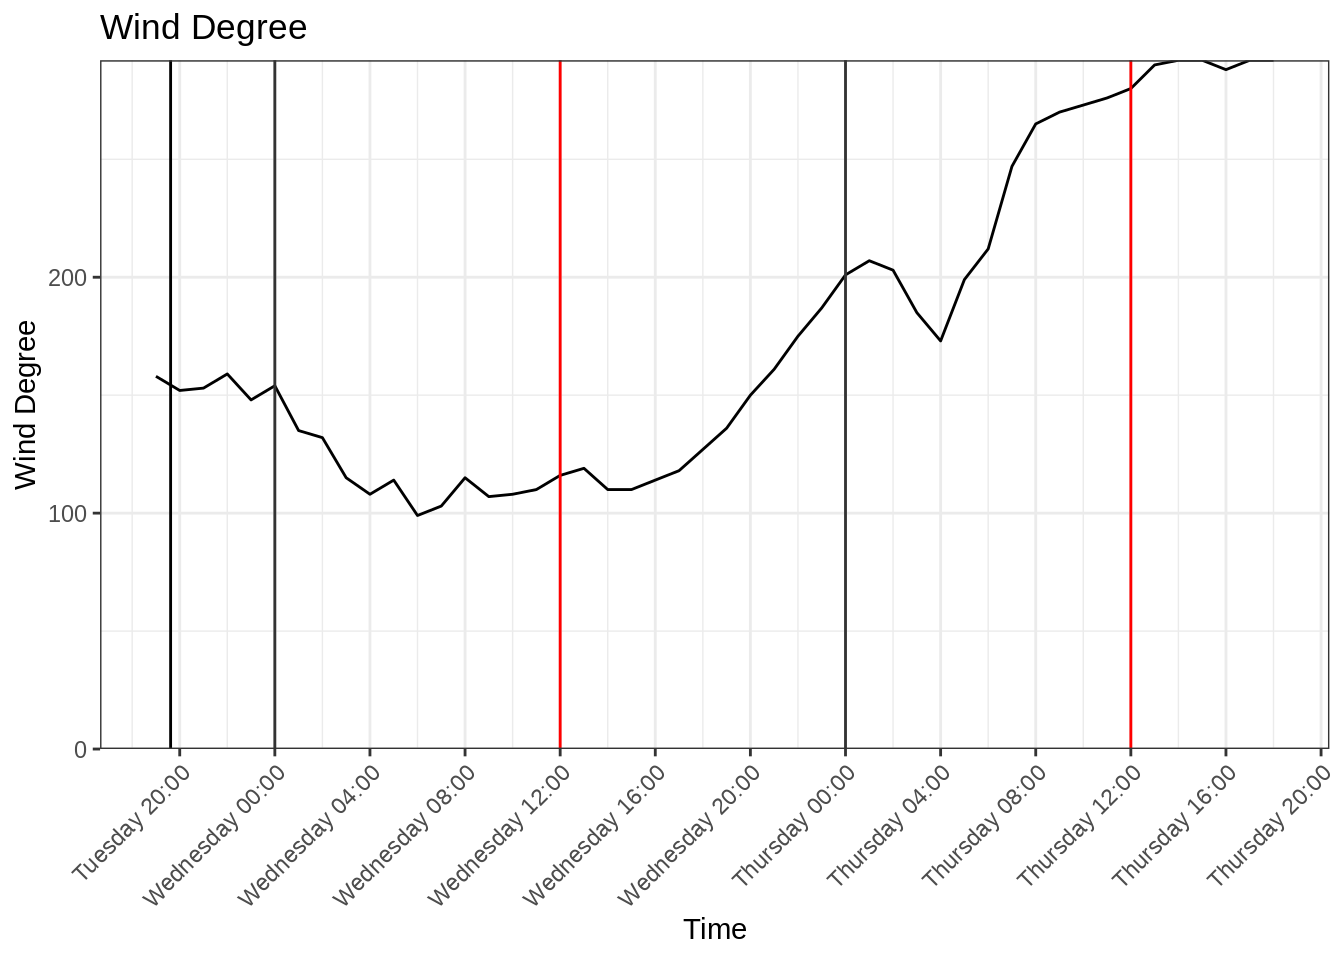 Wind Degree
Wind Degree
200
100
0
Tuesday 20:00
Wednesday 00:00
Wednesday 04:00
Wednesday 08:00
Wednesday 12:00
Wednesday 16:00
Wednesday 20:00
Thursday 00:00
Thursday 04:00
Thursday 08:00
Thursday 12:00
Thursday 16:00
Thursday 20:00
Time